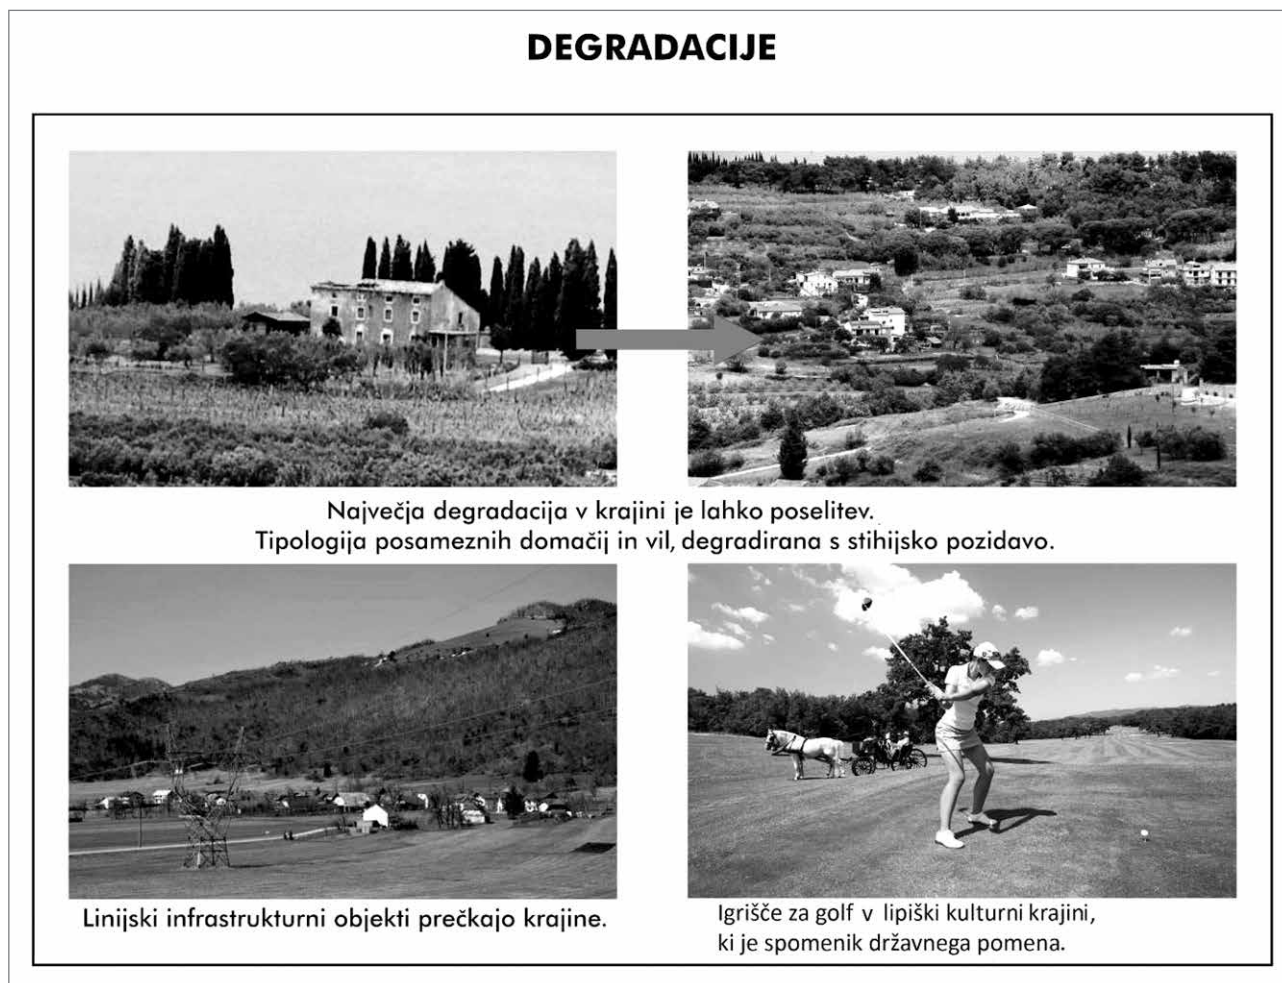 DEGRADACIJE
Največja degradacija v krajini je lahko poselitev.
Tipologija posameznih domačij in vil, degradirana s stihijsko pozidavo.
Linijski infrastrukturni objekti prečkajo krajine.
Igrišče za golf v lipiški kulturni krajini,
ki je spomenik državnega pomena.